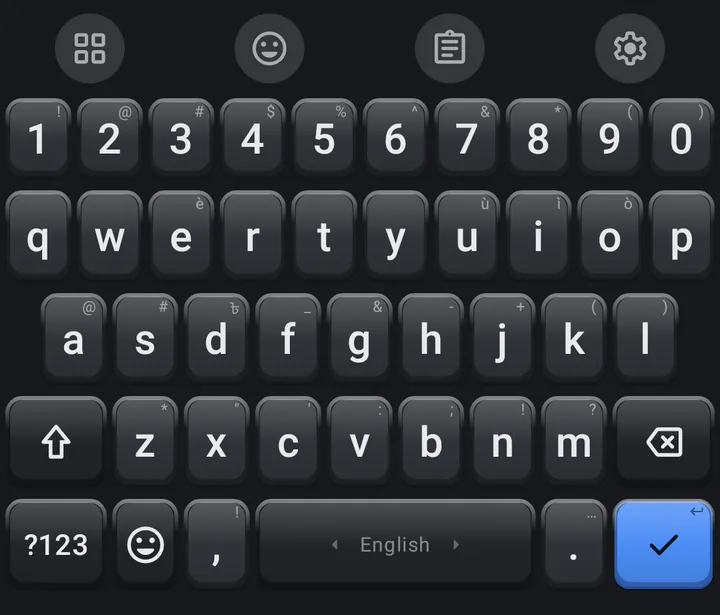 ! @ # $ % ^ & * ( )
1 2 3 4 5 6 7 8 9 0
è ù ì ò
q w e r t y u i o p
@ # _ & - + ( )
a s d f g h j k l
* " ' : ; ! ?
z x c v b n m
! …
?123 , English .